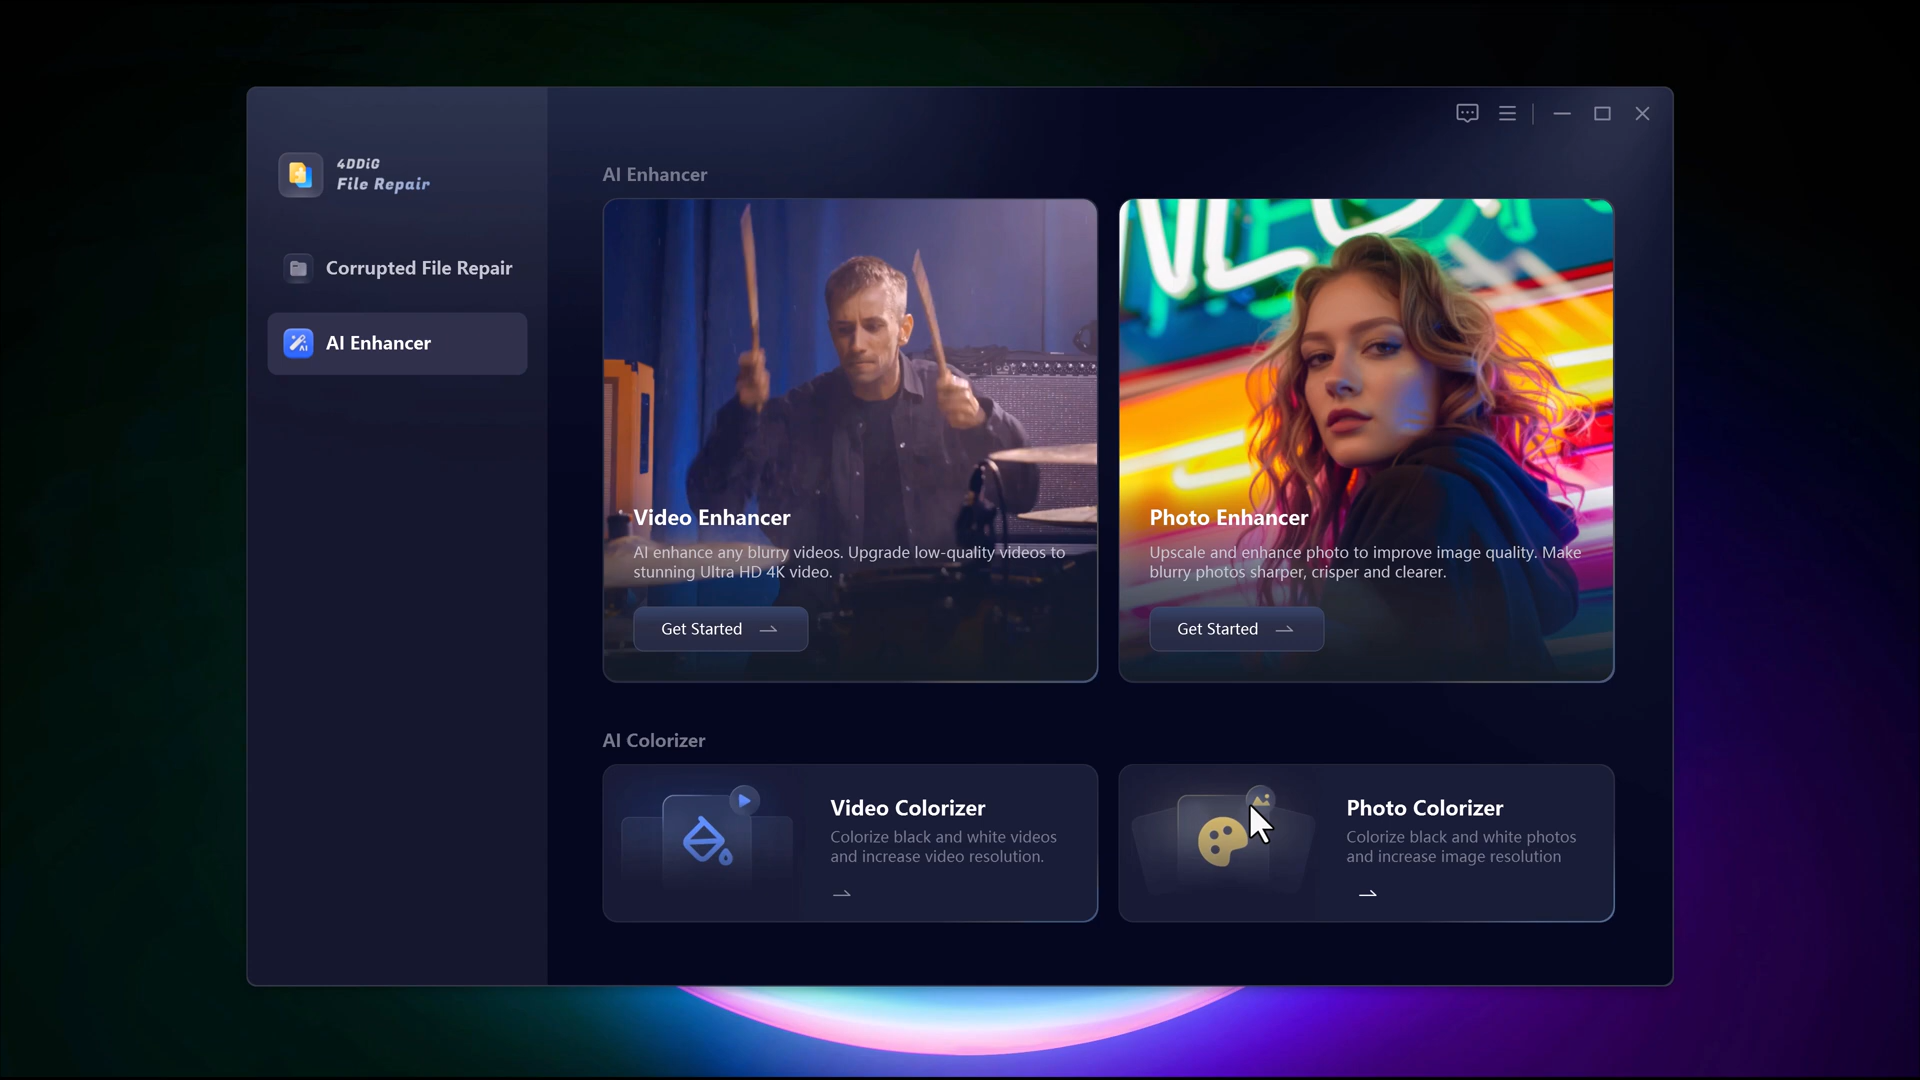 4DDiG
File Repair
Corrupted File Repair
AI Enhancer
AI Enhancer
Video Enhancer
AI enhance any blurry videos. Upgrade low-quality videos to
stunning Ultra HD 4K video.
Get Started
Photo Enhancer
Upscale and enhance photo to improve image quality. Make
blurry photos sharper, crisper and clearer.
Get Started
AI Colorizer
Video Colorizer
Colorize black and white videos
and increase video resolution.
Photo Colorizer
Colorize black and white photos
and increase image resolution